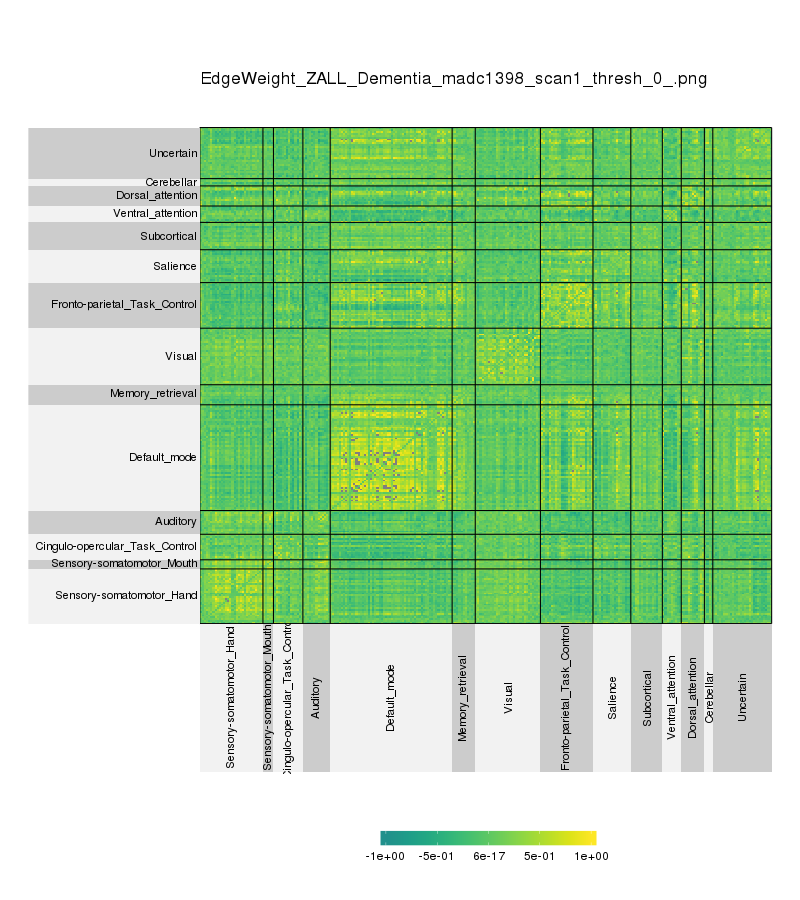 EdgeWeight_ZALL_Dementia_madc1398_scan1_thresh_0_.png
Uncertain
Cerebellar
Dorsal_attention
Ventral_attention
Subcortical
Salience
Fronto-parietal_Task_Control
Visual
Memory_retrieval
Default_mode
Auditory
Cingulo-opercular_Task_Control
Sensory-somatomotor_Mouth
Sensory-somatomotor_Hand
Sensory-somatomotor_Hand
Sensory-somatomotor_Mouth
Cingulo-opercular_Task_Control
Auditory
Default_mode
Memory_retrieval
Visual
Fronto-parietal_Task_Control
Salience
Subcortical
Ventral_attention
Dorsal_attention
Cerebellar
Uncertain
-1e+00 -5e-01 6e-17 5e-01 1e+00